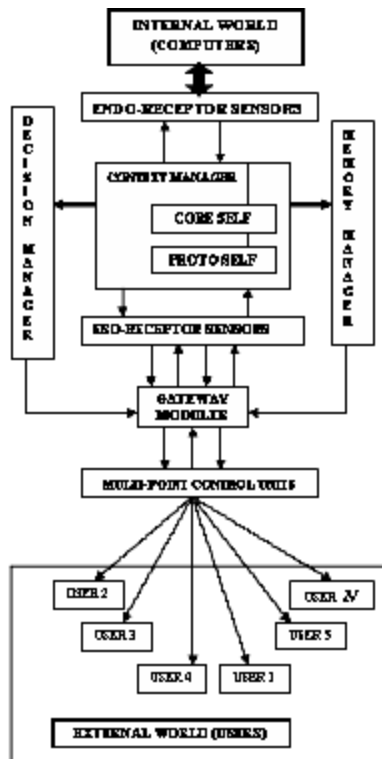 INTERNAL WORLD
(COMPUTERS)
ENDO-RECEPTOR SENSORS
DECISION MANAGER
MEMORY MANAGER
CONTEXT MANAGER
CORE SELF
PROTO SELF
EXO-RECEPTOR SENSORS
GATEWAY
MODULES
MULTI-POINT CONTROL UNITS
USER 2
USER N
USER 3
USER 5
USER 4
USER 1
EXTERNAL WORLD (USERS)